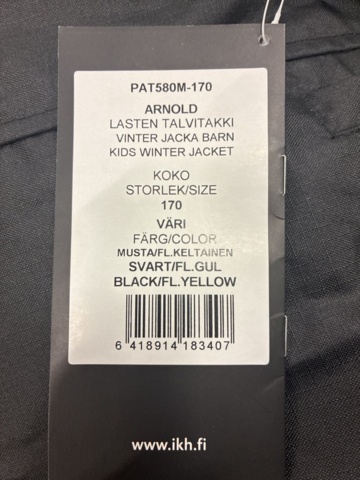 PAT580M-170
ARNOLD
LASTEN TALVITAKKI
VINTER JACKA BARN
KIDS WINTER JACKET
KOKO
STORLEK/SIZE
170
VÄRI
FÄRG/COLOR
MUSTA/FL.KELTAINEN
SVART/FL.GUL
BLACK/FL.YELLOW
6 418914 183407
www.ikh.fi